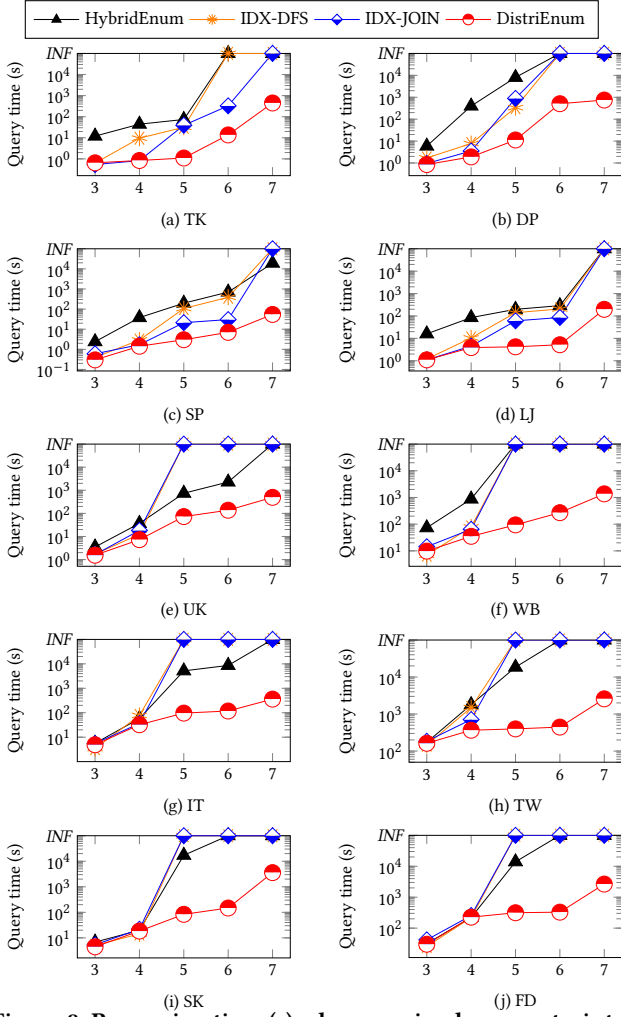 HybridEnum IDX-DFS IDX-JOIN DistriEnum
Query time (s)
INF
10^4
10^3
10^2
10^1
10^0
3 4 5 6 7
(a) TK
Query time (s)
INF
10^4
10^3
10^2
10^1
10^0
3 4 5 6 7
(b) DP
Query time (s)
INF
10^4
10^3
10^2
10^1
10^0
10^−1
3 4 5 6 7
(c) SP
Query time (s)
INF
10^4
10^3
10^2
10^1
10^0
3 4 5 6 7
(d) LJ
Query time (s)
INF
10^4
10^3
10^2
10^1
10^0
3 4 5 6 7
(e) UK
Query time (s)
INF
10^4
10^3
10^2
10^1
3 4 5 6 7
(f) WB
Query time (s)
INF
10^4
10^3
10^2
10^1
3 4 5 6 7
(g) IT
Query time (s)
INF
10^4
10^3
10^2
3 4 5 6 7
(h) TW
Query time (s)
INF
10^4
10^3
10^2
10^1
3 4 5 6 7
(i) SK
Query time (s)
INF
10^4
10^3
10^2
3 4 5 6 7
(j) FD